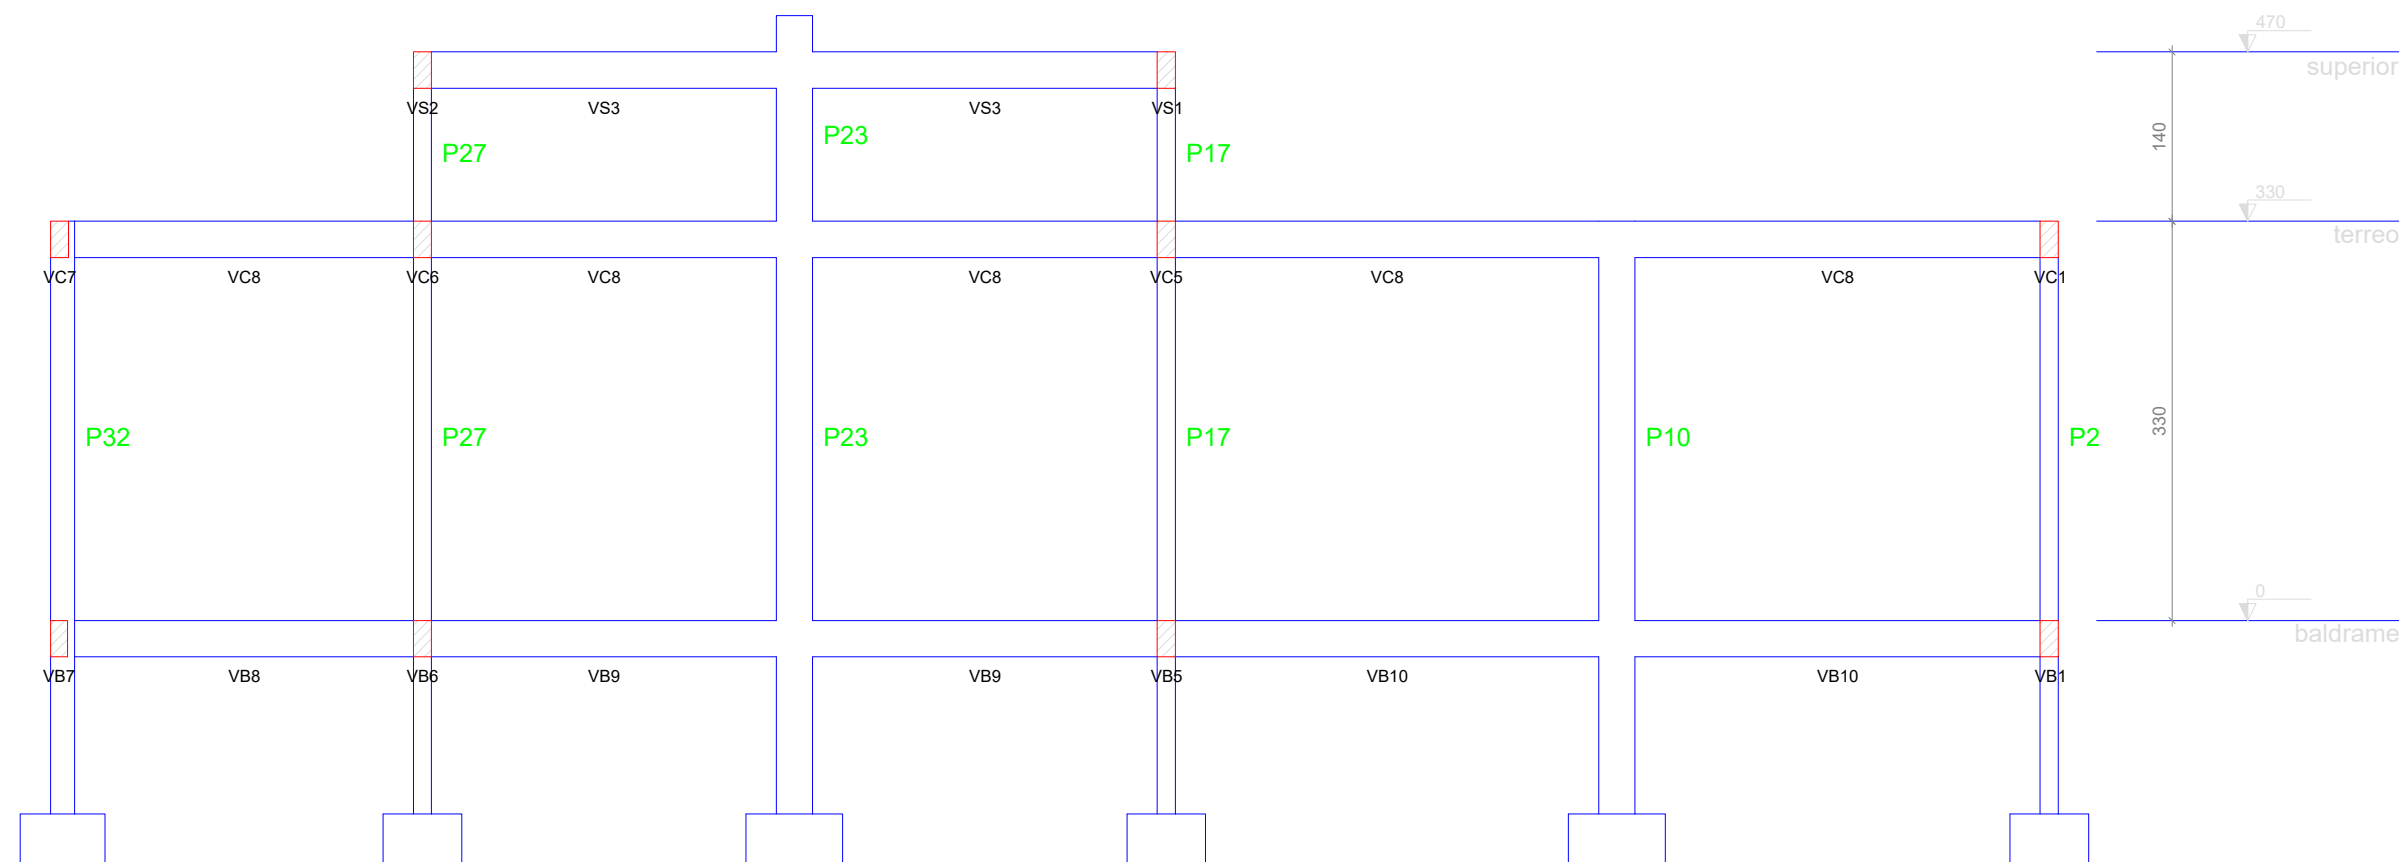 470
superior
VS2
VS3
VS3
VS1
P23
140
P27
P17
330
terreo
VC7
VC8
VC6
VC8
VC8
VC5
VC8
VC8
VC1
P32
P27
P23
P17
P10
P2
330
0
baldrame
VB7
VB8
VB6
VB9
VB9
VB5
VB10
VB10
VB1